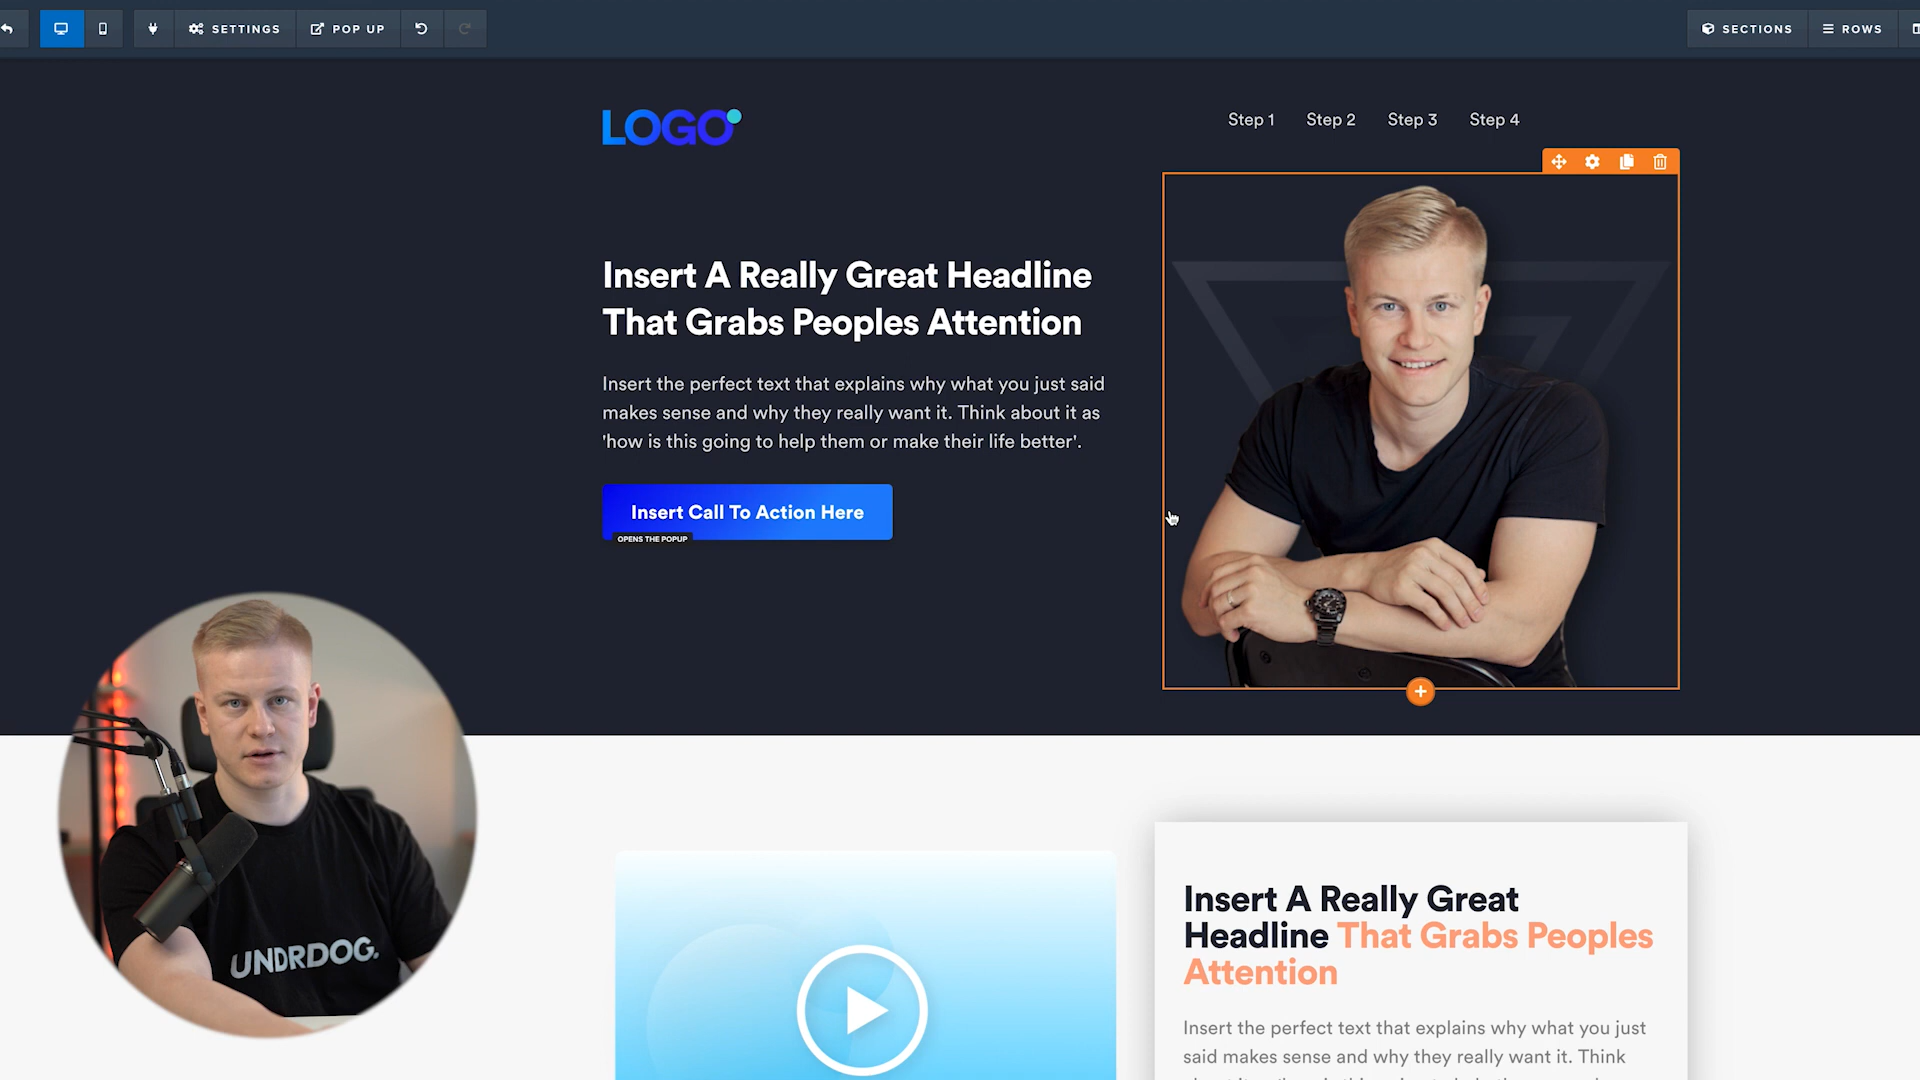 SETTINGS
POP UP
SECTIONS
ROWS
LOGO
Step 1
Step 2
Step 3
Step 4
Insert A Really Great Headline
That Grabs Peoples Attention
Insert the perfect text that explains why what you just said
makes sense and why they really want it. Think about it as
'how is this going to help them or make their life better'.
Insert Call To Action Here
OPENS THE POPUP
UNDRDOG.
Insert A Really Great
Headline That Grabs Peoples
Attention
Insert the perfect text that explains why what you just
said makes sense and why they really want it. Think